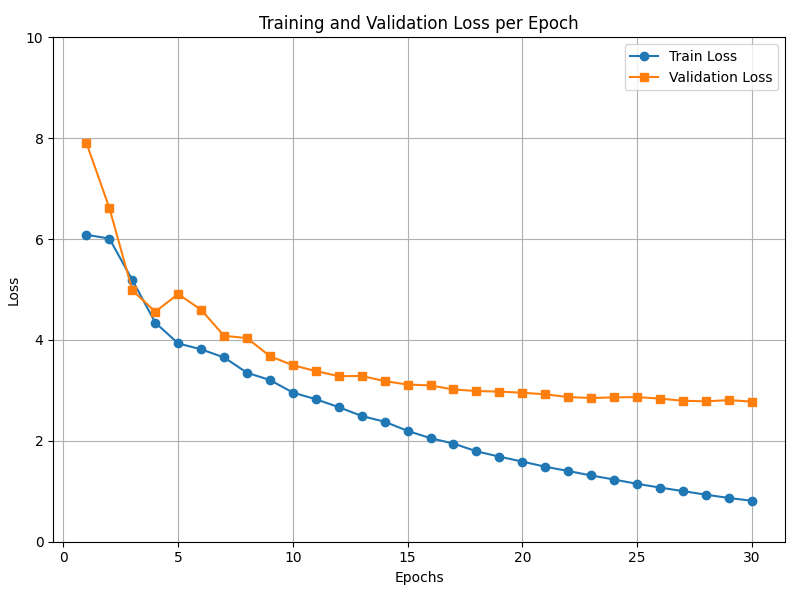 Training and Validation Loss per Epoch
Train Loss
Validation Loss
Loss
10
8
6
4
2
0
0 5 10 15 20 25 30
Epochs